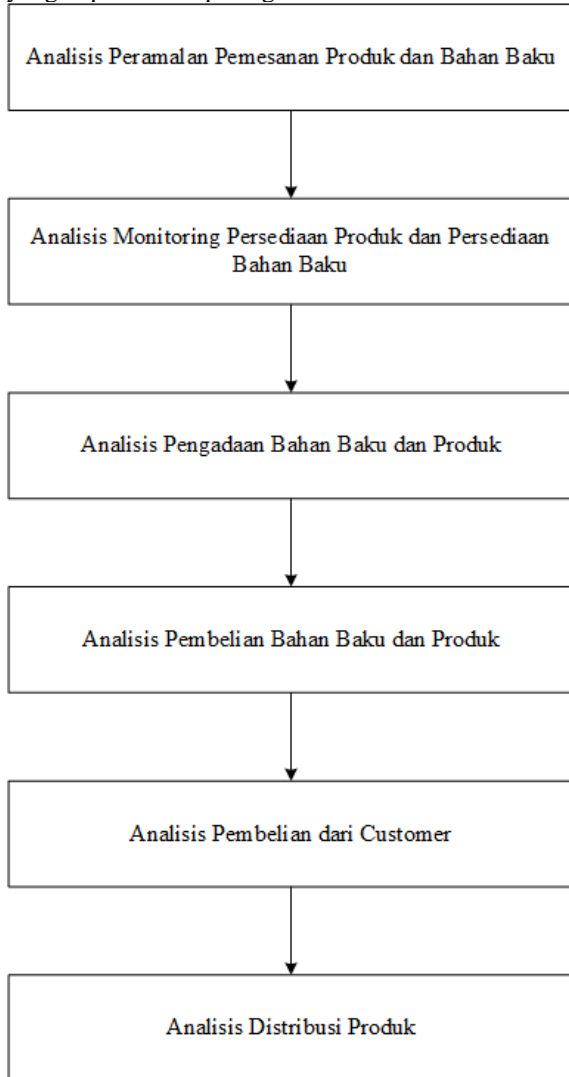 Analisis Peramalan Pemesanan Produk dan Bahan Baku
Analisis Monitoring Persediaan Produk dan Persediaan
Bahan Baku
Analisis Pengadaan Bahan Baku dan Produk
Analisis Pembelian Bahan Baku dan Produk
Analisis Pembelian dari Customer
Analisis Distribusi Produk